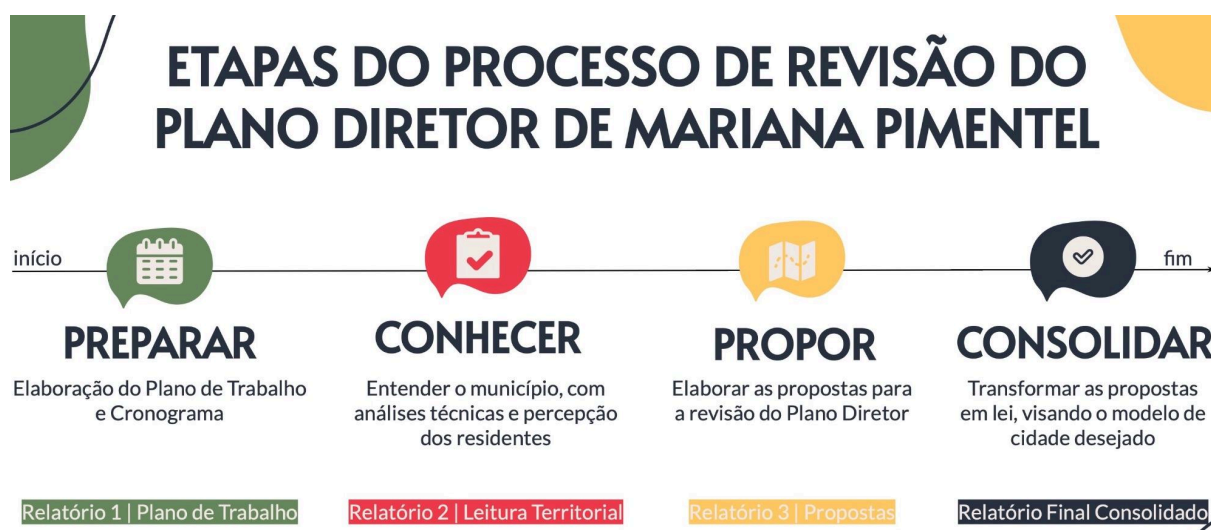 ETAPAS DO PROCESSO DE REVISÃO DO
PLANO DIRETOR DE MARIANA PIMENTEL
início
fim
PREPARAR
Elaboração do Plano de Trabalho
e Cronograma
Relatório 1 | Plano de Trabalho
CONHECER
Entender o município, com
análises técnicas e percepção
dos residentes
Relatório 2 | Leitura Territorial
PROPOR
Elaborar as propostas para
a revisão do Plano Diretor
Relatório 3 | Propostas
CONSOLIDAR
Transformar as propostas
em lei, visando o modelo de
cidade desejado
Relatório Final Consolidado